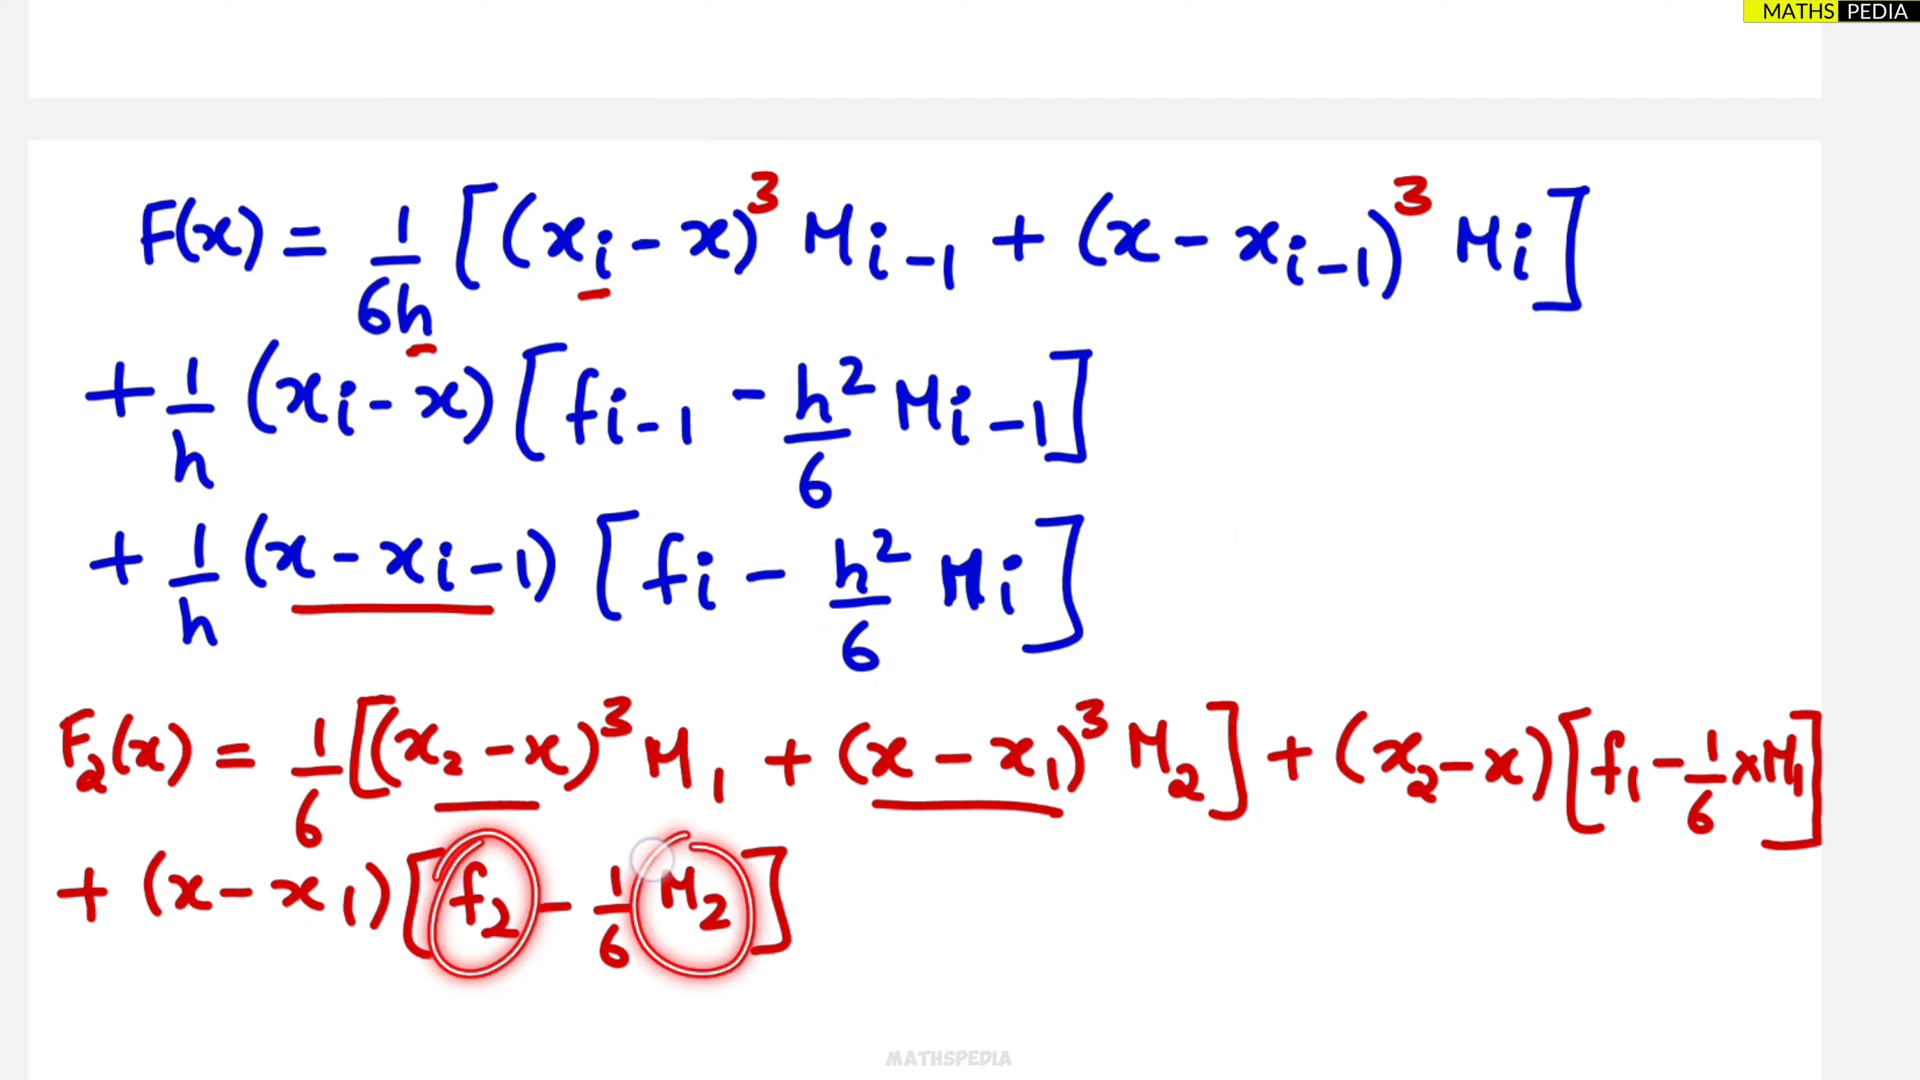 MATHS PEDIA
F(x) = 1/6h [(xᵢ - x)³ Mᵢ₋₁ + (x - xᵢ₋₁)³ Mᵢ]
+ 1/h (xᵢ - x) [fᵢ₋₁ - h²/6 Mᵢ₋₁]
+ 1/h (x - xᵢ₋₁) [fᵢ - h²/6 Mᵢ]
F₂(x) = 1/6 [(x₂ - x)³ M₁ + (x - x₁)³ M₂] + (x₂ - x) [f₁ - 1/6 × M₁]
+ (x - x₁) [f₂ - 1/6 M₂]
MATHSPEDIA